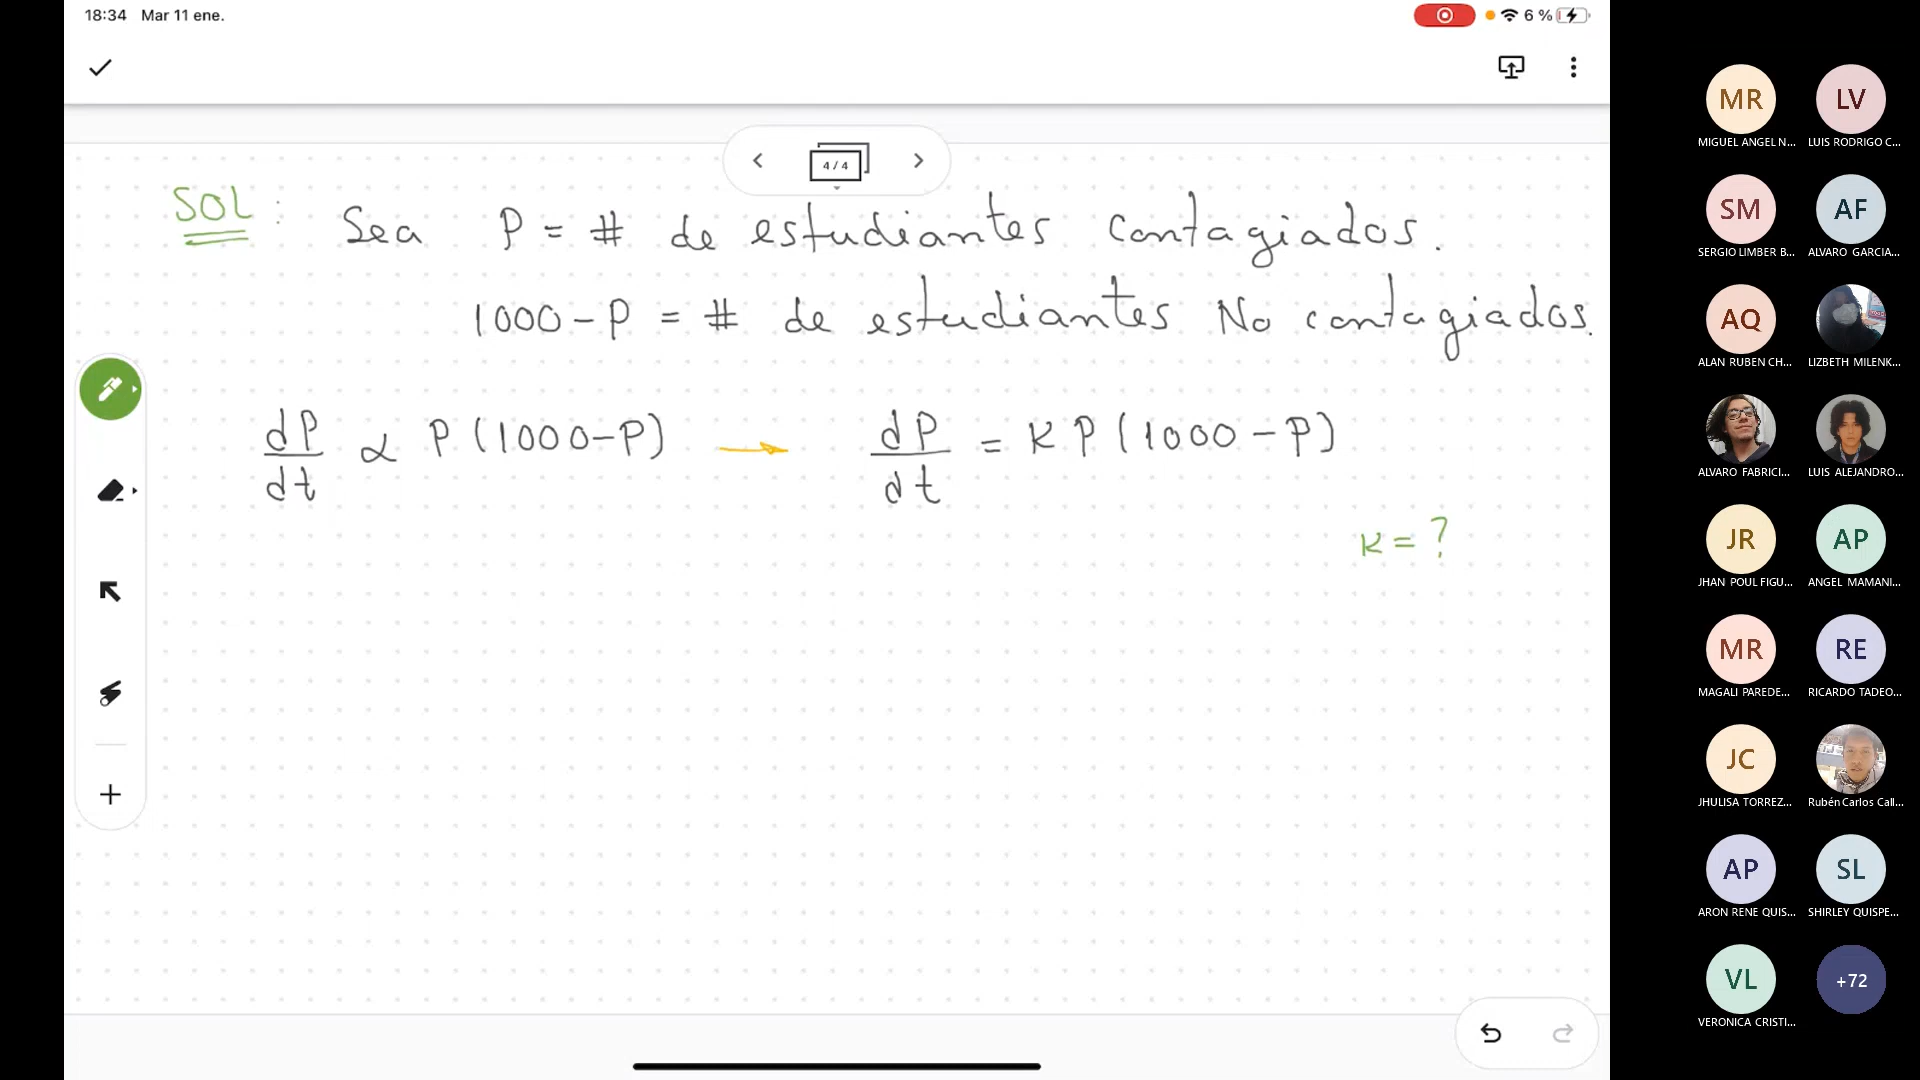 18:34 Mar 11 ene.
6 %
4 / 4
SOL : Sea P = # de estudiantes contagiados.
1000 - P = # de estudiantes No contagiados.
dP/dt ∝ P(1000-P) → dP/dt = K P (1000 - P)
K = ?
MR LV
MIGUEL ANGEL N... LUIS RODRIGO C...
SM AF
SERGIO LIMBER B... ALVARO GARCIA...
AQ
ALAN RUBEN CH... LIZBETH MILENK...
ALVARO FABRICI... LUIS ALEJANDRO...
JR AP
JHAN POUL FIGU... ANGEL MAMANI...
MR RE
MAGALI PAREDE... RICARDO TADEO...
JC
JHULISA TORREZ... Rubén Carlos Call...
AP SL
ARON RENE QUIS... SHIRLEY QUISPE...
VL +72
VERONICA CRISTI...